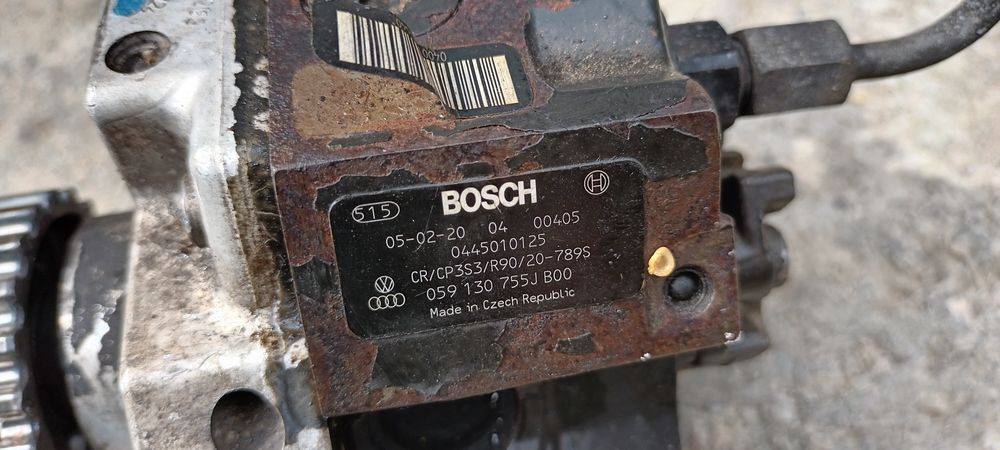 0070
BOSCH
515
05-02-20 04 00405
0445010125
CR/CP3S3/R90/20-789S
059 130 755J B00
Made in Czech Republic